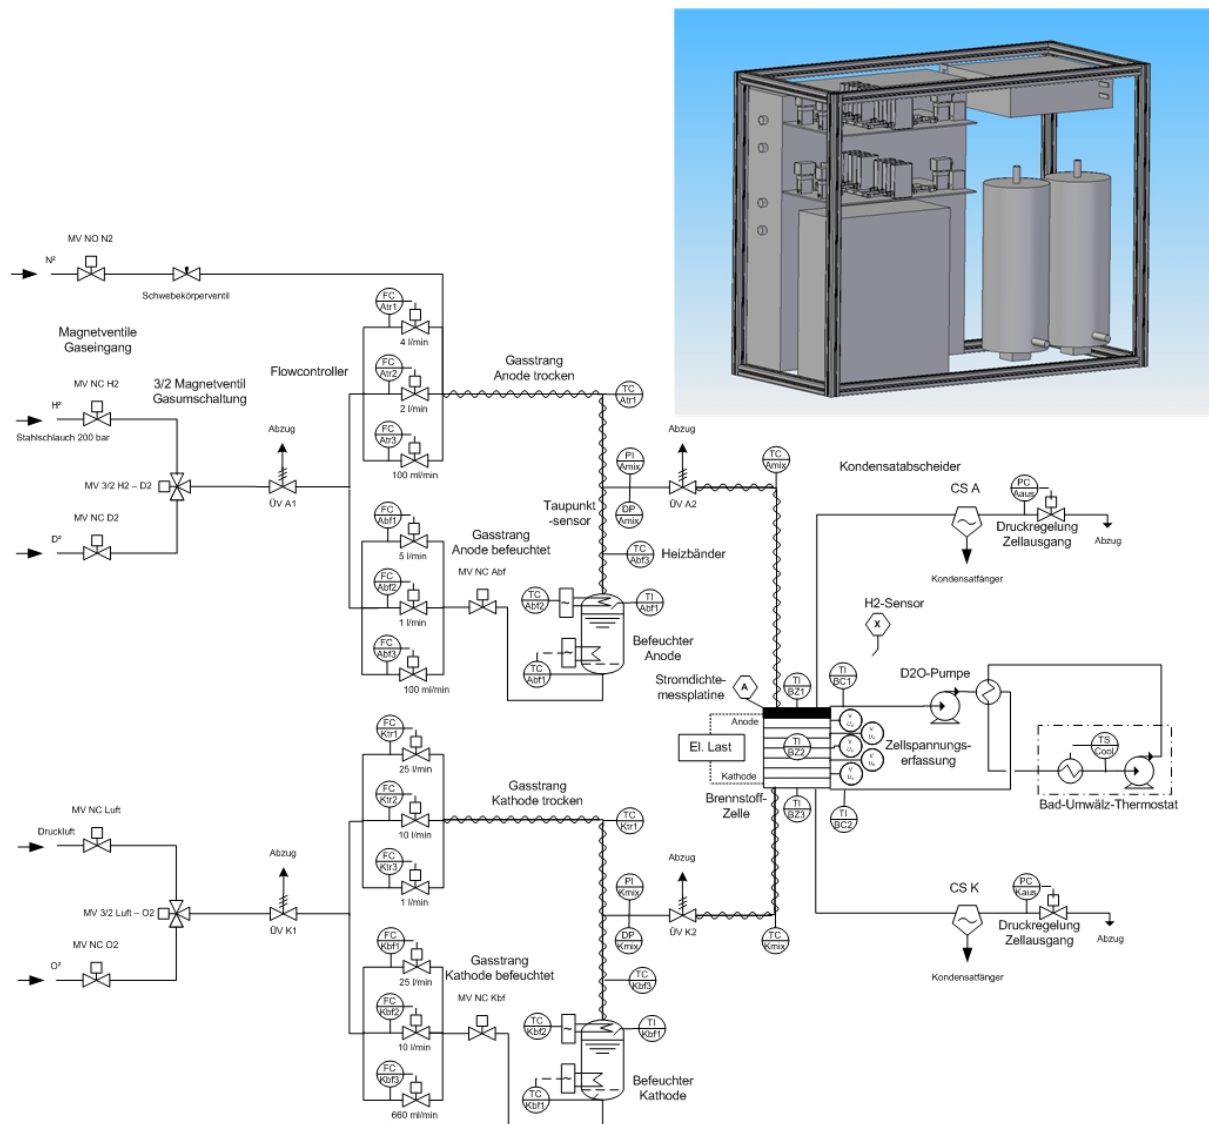 MV NO N2
N²
Schwebekörperventil
Magnetventile
Gaseingang
MV NC H2
3/2 Magnetventil
Gasumschaltung
H²
Stahlschlauch 200 bar
MV 3/2 H2 – D2
MV NC D2
D²
Abzug
ÜV A1
Flowcontroller
FC
Atr1
4 l/min
FC
Atr2
2 l/min
FC
Atr3
100 ml/min
Gasstrang
Anode trocken
TC
Atr1
FC
Abf1
5 l/min
FC
Abf2
1 l/min
FC
Abf3
100 ml/min
Gasstrang
Anode befeuchtet
MV NC Abf
Taupunkt
-sensor
PI
Amix
DP
Amix
Abzug
ÜV A2
TC
Amix
TC
Abf3
Heizbänder
TC
Abf2
~
TI
Abf1
~
TC
Abf1
Befeuchter
Anode
Kondensatabscheider
CS A
PC
Aaus
Druckregelung
Zellausgang
Abzug
Kondensatfänger
H2-Sensor
X
Stromdichte-
messplatine
A
TI
BZ1
TI
BC1
D2O-Pumpe
Anode
El. Last
TI
BZ2
Kathode
Zellspannungs-
erfassung
TS
Cool
Bad-Umwälz-Thermostat
Brennstoff-
Zelle
TI
BZ3
TI
BC2
FC
Ktr1
25 l/min
FC
Ktr2
10 l/min
FC
Ktr3
1 l/min
Gasstrang
Kathode trocken
TC
Ktr1
MV NC Luft
Druckluft
MV 3/2 Luft – O2
MV NC O2
O²
Abzug
ÜV K1
PI
Kmix
DP
Kmix
Abzug
ÜV K2
TC
Kmix
CS K
PC
Kaus
Druckregelung
Zellausgang
Abzug
Kondensatfänger
FC
Kbf1
25 l/min
FC
Kbf2
10 l/min
FC
Kbf3
660 ml/min
Gasstrang
Kathode befeuchtet
MV NC Kbf
TC
Kbf3
TC
Kbf2
~
TI
Kbf1
~
TC
Kbf1
Befeuchter
Kathode